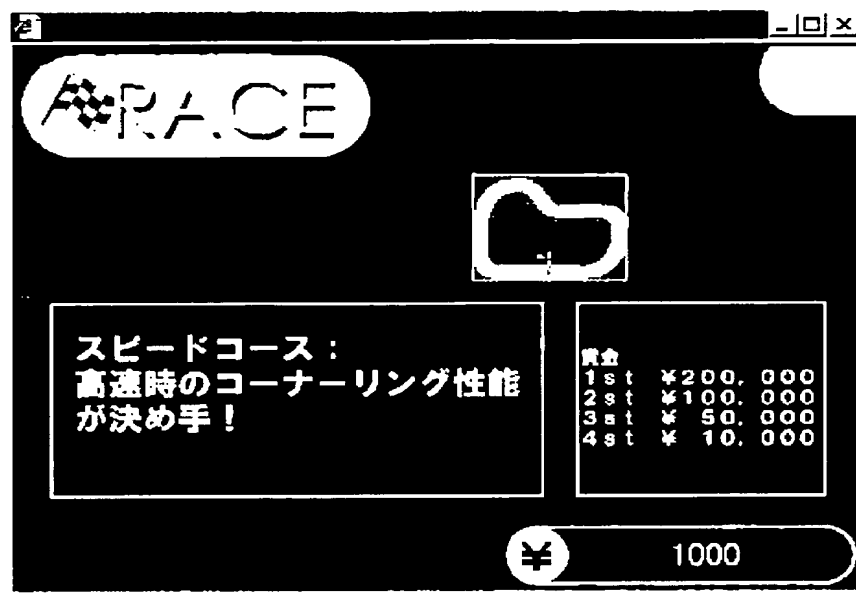 RACE
スピードコース：
高速時のコーナーリング性能
が決め手！
賞金
1st ¥200,000
2st ¥100,000
3st ¥ 50,000
4st ¥ 10,000
¥ 1000